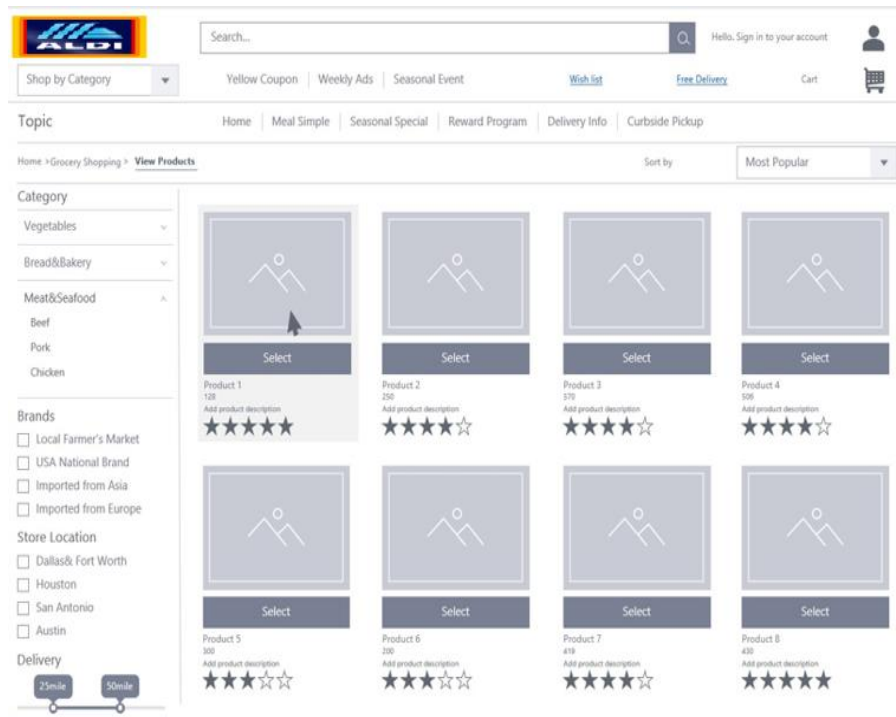 ALDI
Search...
Hello. Sign in to your account
Shop by Category
Yellow Coupon Weekly Ads Seasonal Event Wish list Free Delivery Cart
Topic
Home Meal Simple Seasonal Special Reward Program Delivery Info Curbside Pickup
Home >Grocery Shopping > View Products
Sort by
Most Popular
Category
Vegetables
Bread&Bakery
Meat&Seafood
Beef
Pork
Chicken
Brands
Local Farmer's Market
USA National Brand
Imported from Asia
Imported from Europe
Store Location
Dallas& Fort Worth
Houston
San Antonio
Austin
Delivery
25mile 50mile
Select
Product 1
128
Add product description
Select
Product 2
250
Add product description
Select
Product 3
570
Add product description
Select
Product 4
506
Add product description
Select
Product 5
300
Add product description
Select
Product 6
200
Add product description
Select
Product 7
419
Add product description
Select
Product 8
430
Add product description